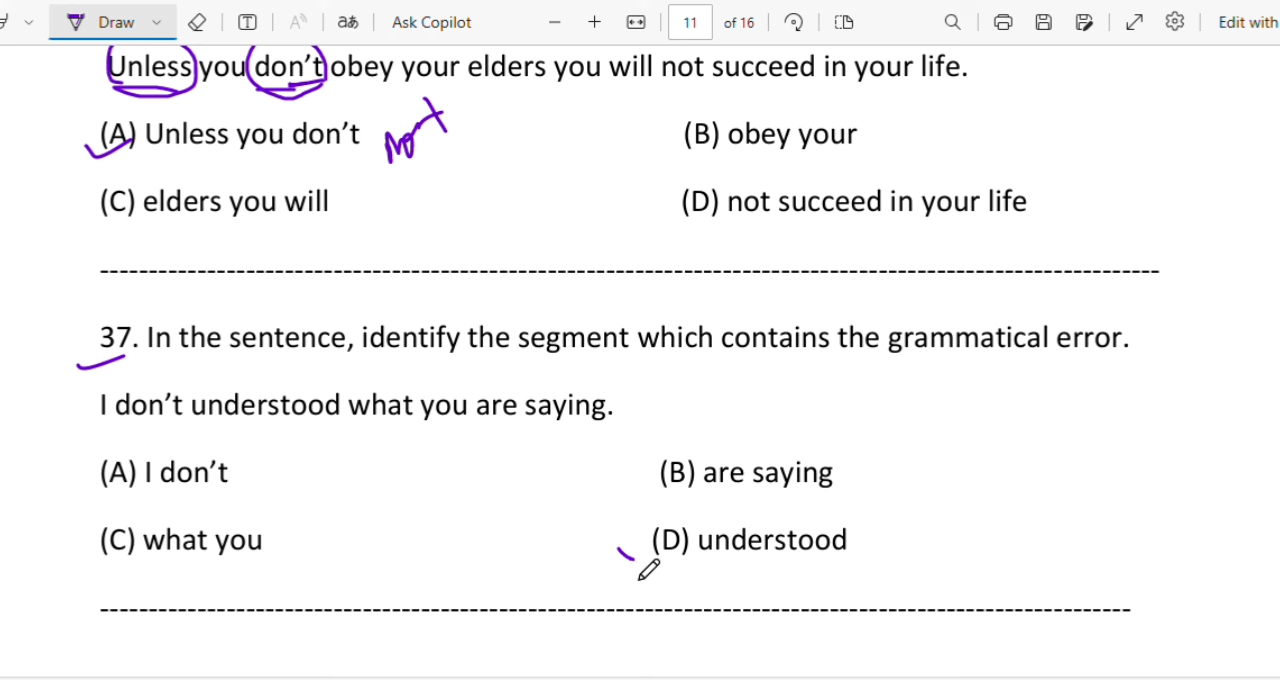 Draw aあ Ask Copilot 11 of 16 Edit with
Unless you don't obey your elders you will not succeed in your life.
(A) Unless you don't Not (B) obey your
(C) elders you will (D) not succeed in your life
37. In the sentence, identify the segment which contains the grammatical error.
I don't understood what you are saying.
(A) I don't (B) are saying
(C) what you (D) understood